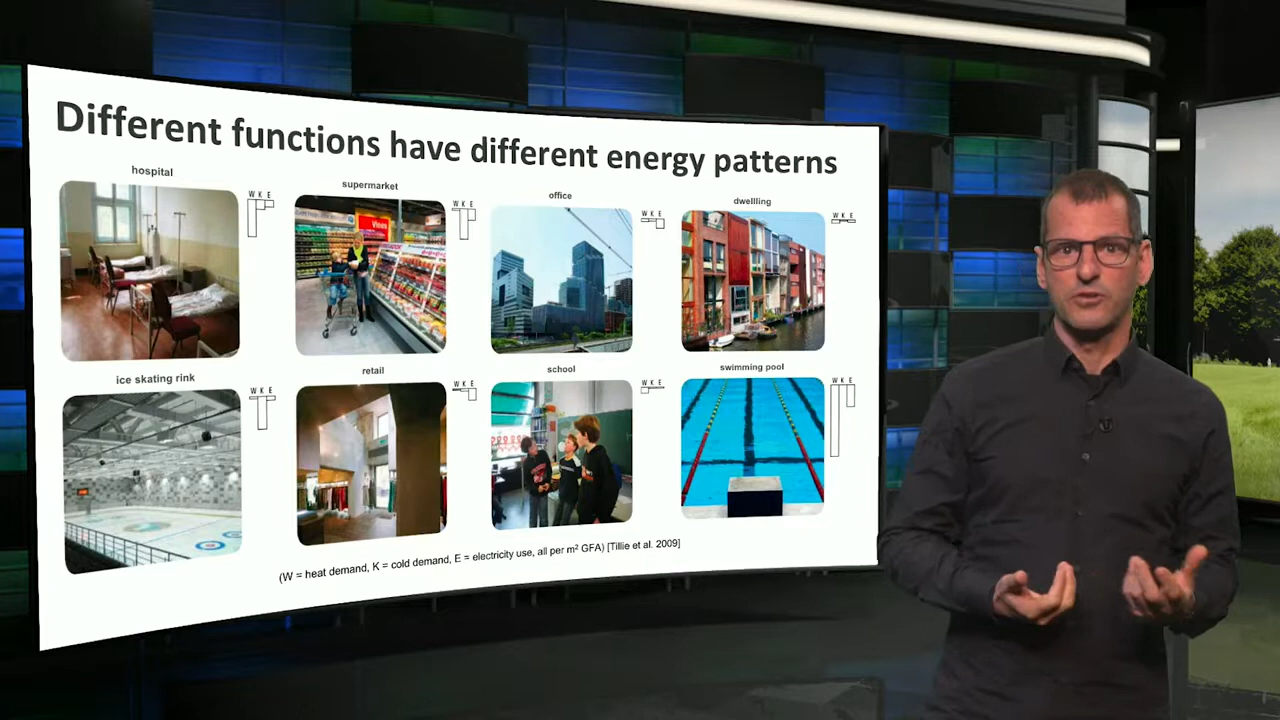 Different functions have different energy patterns
hospital
W K E
supermarket
W K E
office
W K E
dwellling
W K E
Vlees
ice skating rink
W K E
retail
W K E
school
W K E
swimming pool
W K E
(W = heat demand, K = cold demand, E = electricity use, all per m² GFA) [Tillie et al. 2009]